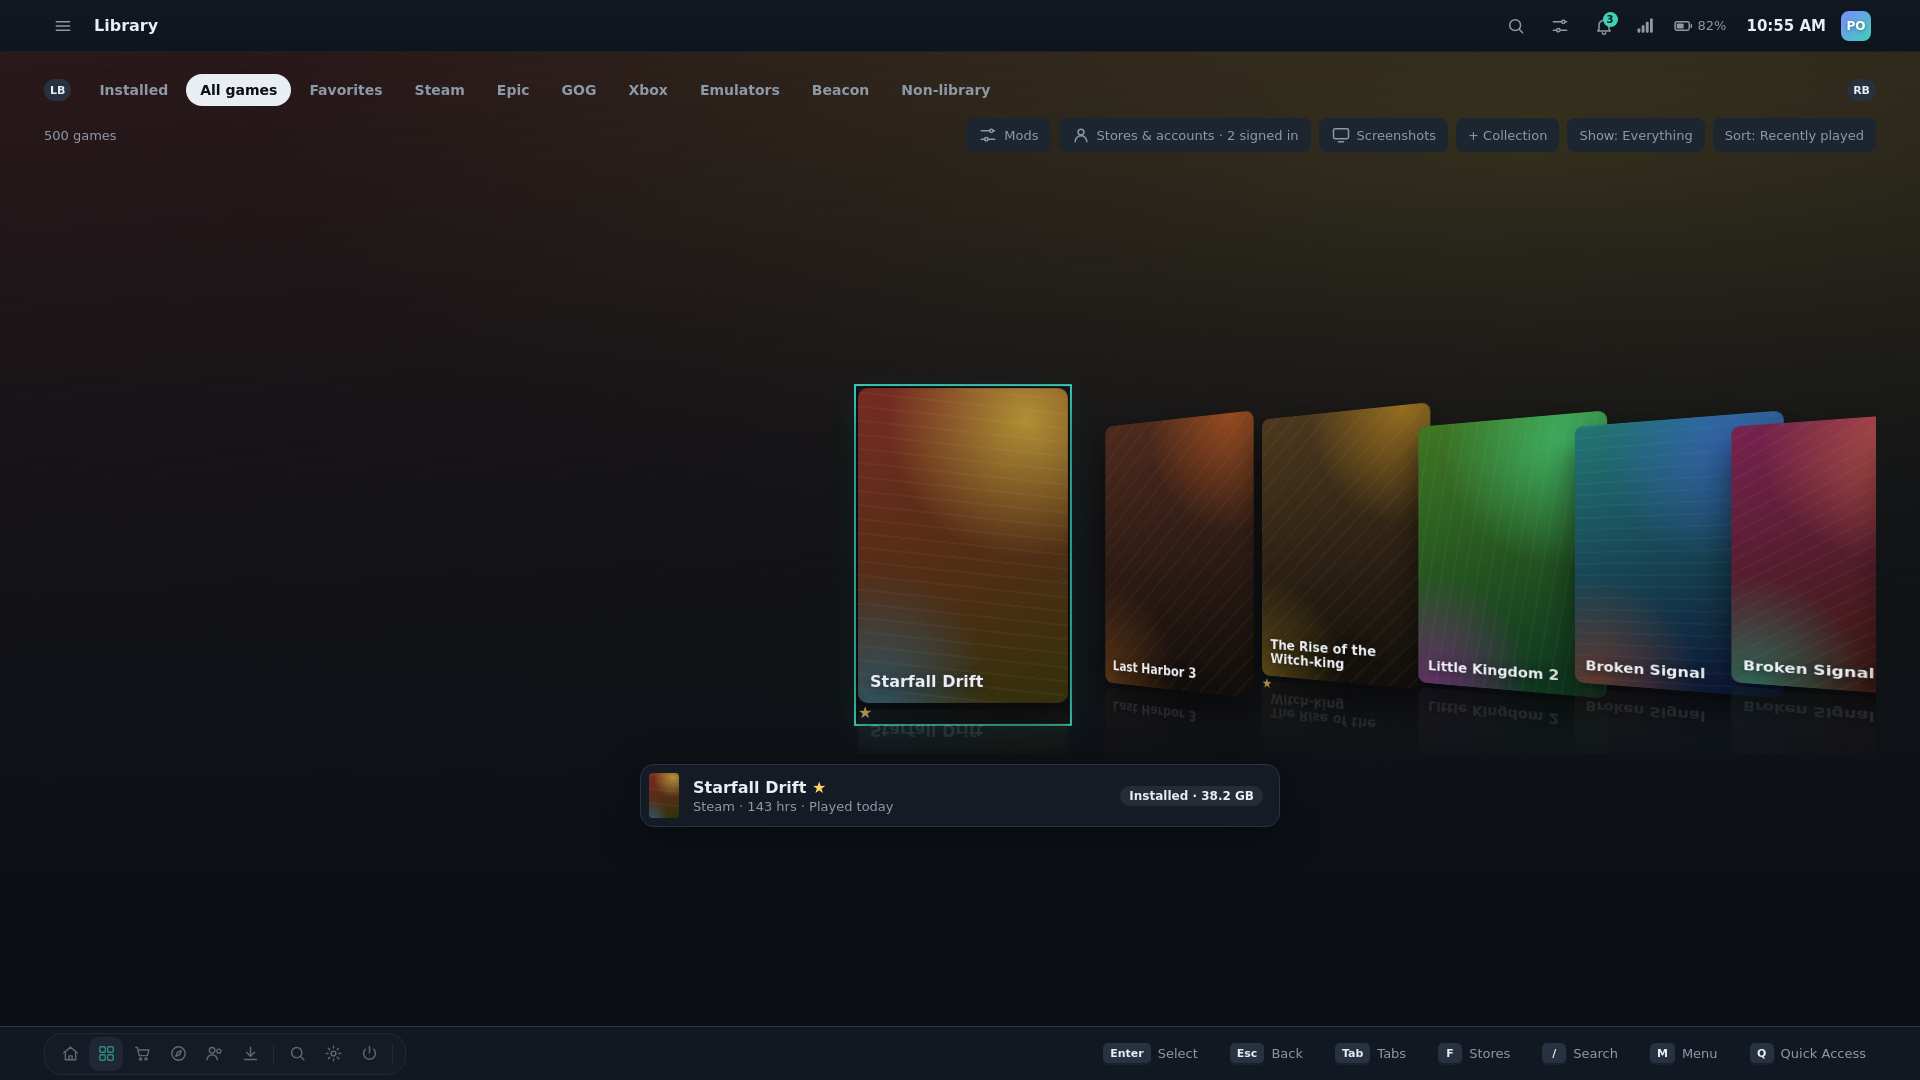 Library
3
82%
10:55 AM
PO
LB
Installed
All games
Favorites
Steam
Epic
GOG
Xbox
Emulators
Beacon
Non-library
RB
500 games
Mods
Stores & accounts · 2 signed in
Screenshots
+ Collection
Show: Everything
Sort: Recently played
Starfall Drift
★
Last Harbor 3
The Rise of the
Witch-king
★
Little Kingdom 2
Broken Signal
Broken Signal
Starfall Drift ★
Steam · 143 hrs · Played today
Installed · 38.2 GB
Enter Select
Esc Back
Tab Tabs
F Stores
/ Search
M Menu
Q Quick Access